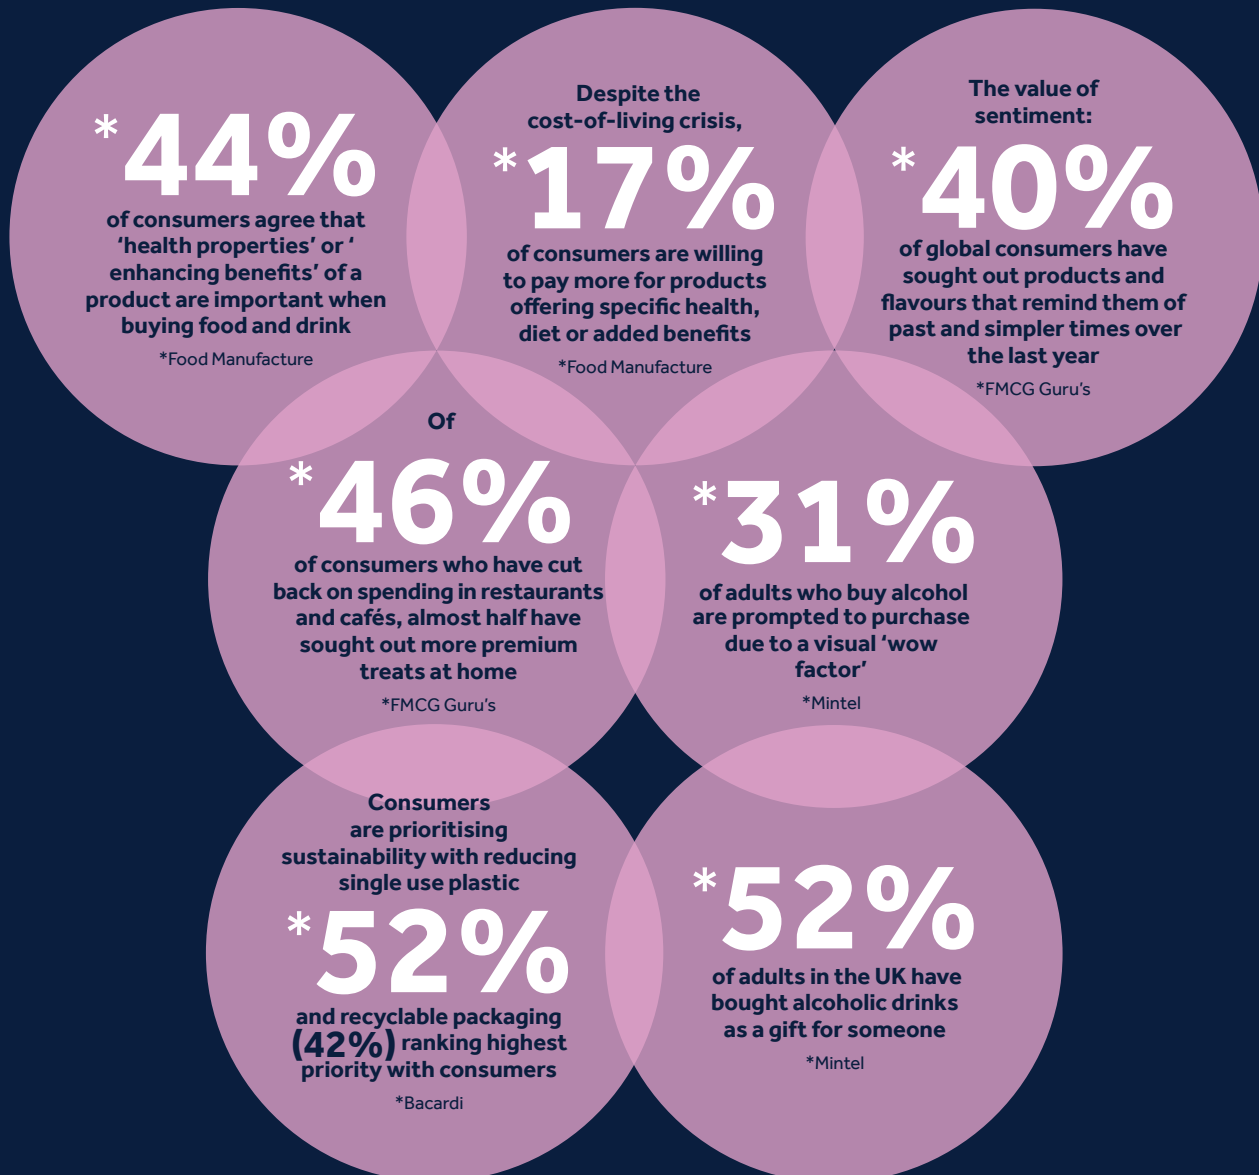 *44%
of consumers agree that
‘health properties’ or ‘
enhancing benefits’ of a
product are important when
buying food and drink
*Food Manufacture
Despite the
cost-of-living crisis,
*17%
of consumers are willing
to pay more for products
offering specific health,
diet or added benefits
*Food Manufacture
The value of
sentiment:
*40%
of global consumers have
sought out products and
flavours that remind them of
past and simpler times over
the last year
*FMCG Guru’s
Of
*46%
of consumers who have cut
back on spending in restaurants
and cafés, almost half have
sought out more premium
treats at home
*FMCG Guru’s
*31%
of adults who buy alcohol
are prompted to purchase
due to a visual ‘wow
factor’
*Mintel
Consumers
are prioritising
sustainability with reducing
single use plastic
*52%
and recyclable packaging
(42%) ranking highest
priority with consumers
*Bacardi
*52%
of adults in the UK have
bought alcoholic drinks
as a gift for someone
*Mintel